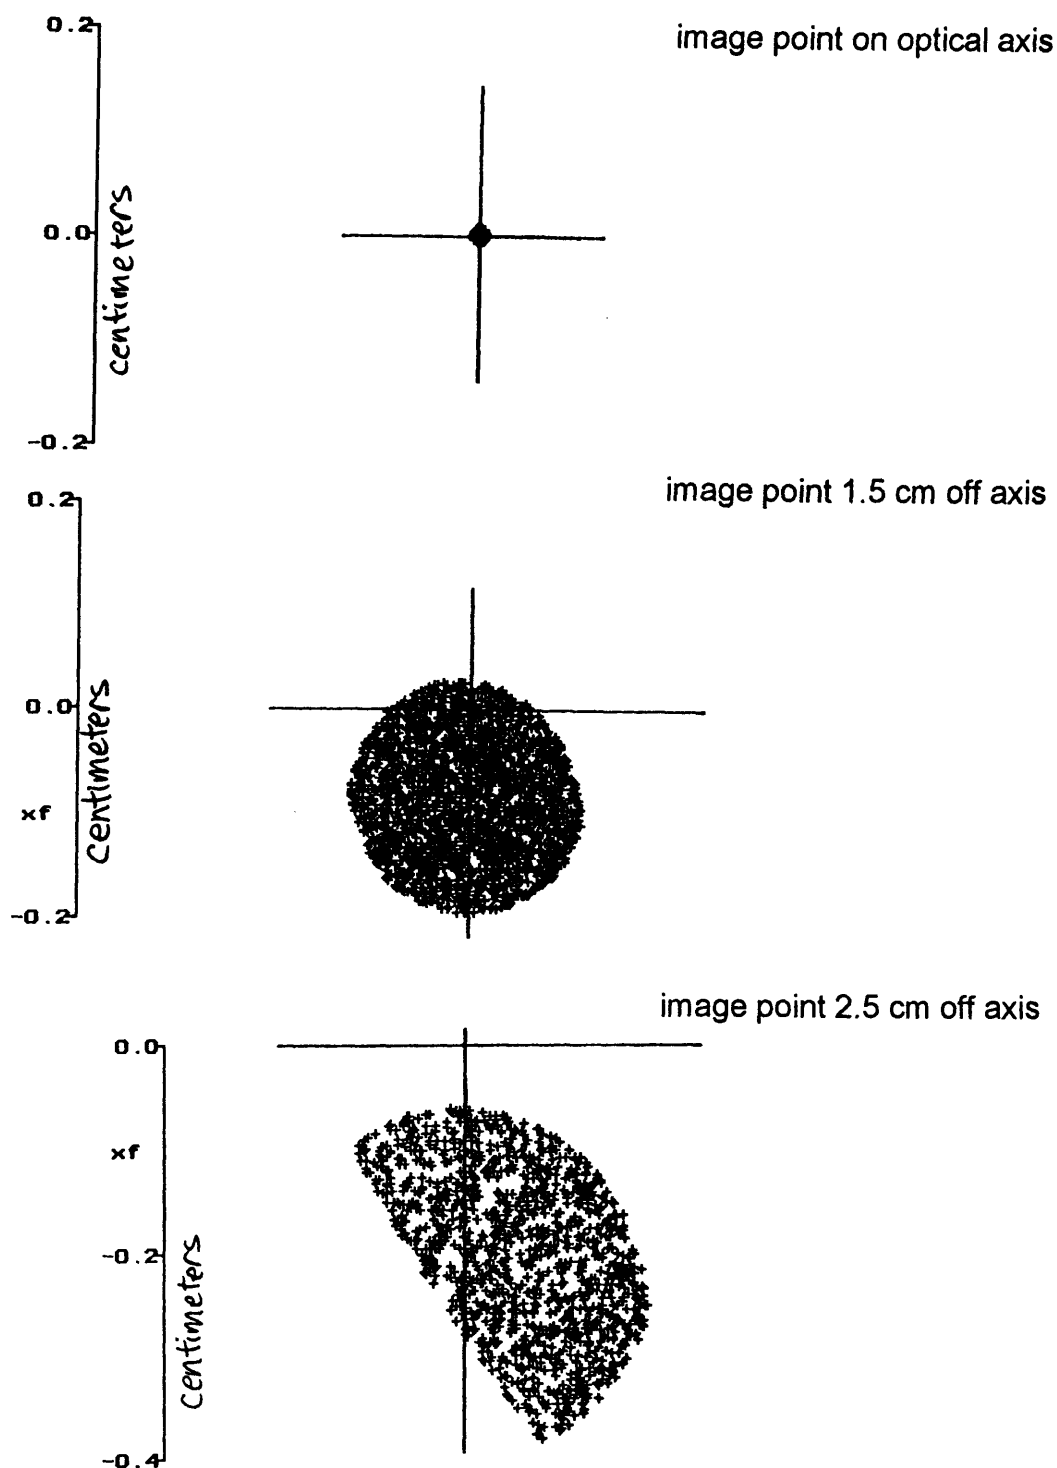 0.2
image point on optical axis
0.0
centimeters
-0.2
0.2
image point 1.5 cm off axis
0.0
centimeters
xf
-0.2
image point 2.5 cm off axis
0.0
xf
-0.2
centimeters
-0.4